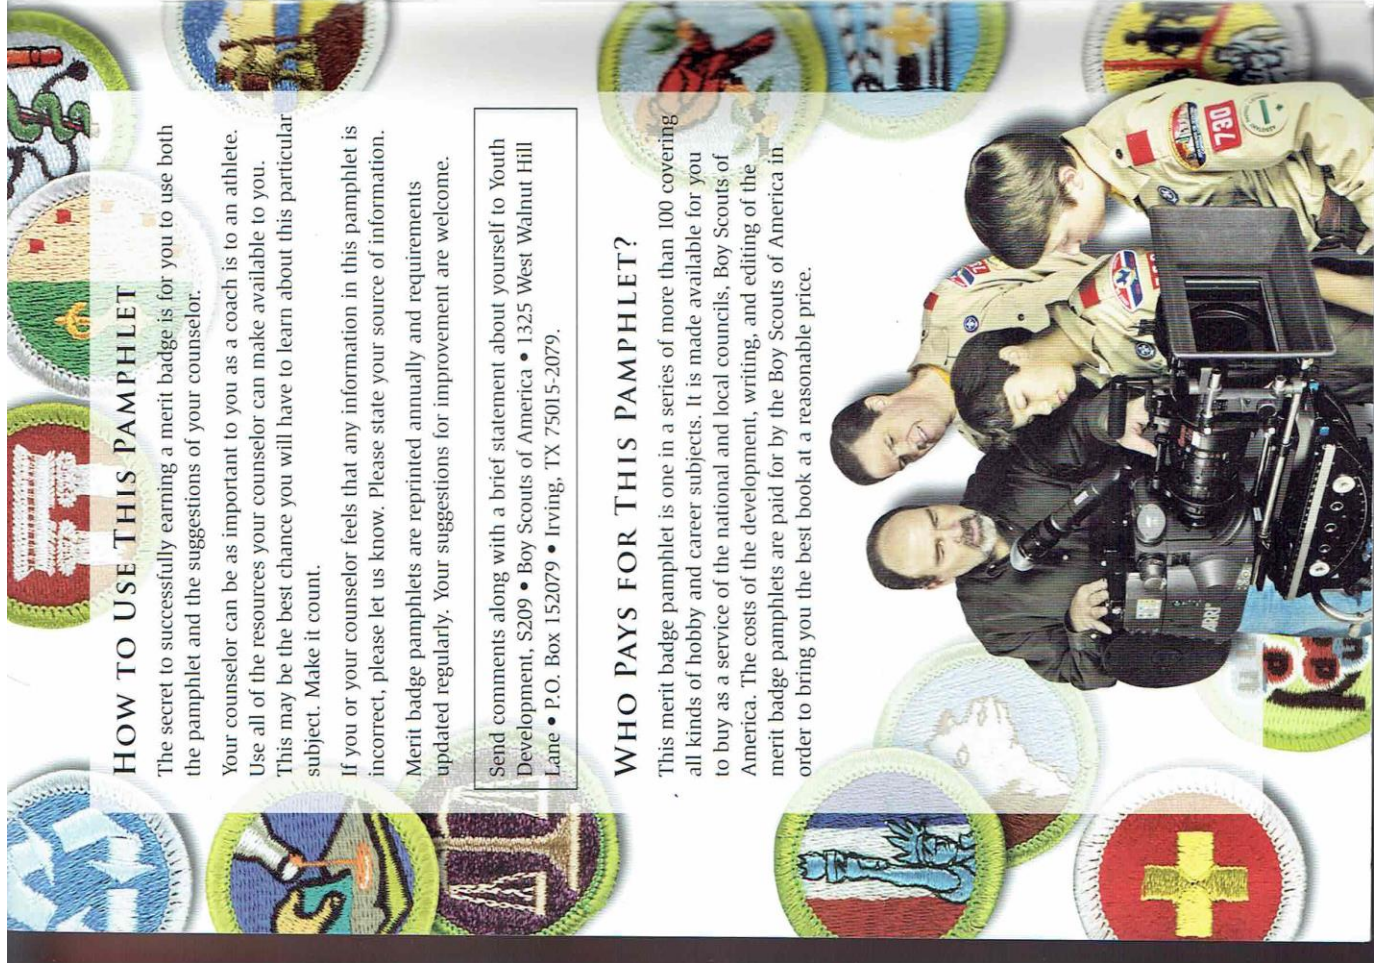 HOW TO USE THIS PAMPHLET
The secret to successfully earning a merit badge is for you to use both
the pamphlet and the suggestions of your counselor.
Your counselor can be as important to you as a coach is to an athlete.
Use all of the resources your counselor can make available to you.
This may be the best chance you will have to learn about this particular
subject. Make it count.
If you or your counselor feels that any information in this pamphlet is
incorrect, please let us know. Please state your source of information.
Merit badge pamphlets are reprinted annually and requirements
updated regularly. Your suggestions for improvement are welcome.
Send comments along with a brief statement about yourself to Youth
Development, S209 • Boy Scouts of America • 1325 West Walnut Hill
Lane • P.O. Box 152079 • Irving, TX 75015-2079.
WHO PAYS FOR THIS PAMPHLET?
This merit badge pamphlet is one in a series of more than 100 covering
all kinds of hobby and career subjects. It is made available for you
to buy as a service of the national and local councils, Boy Scouts of
America. The costs of the development, writing, and editing of the
merit badge pamphlets are paid for by the Boy Scouts of America in
order to bring you the best book at a reasonable price.
730
ARRI